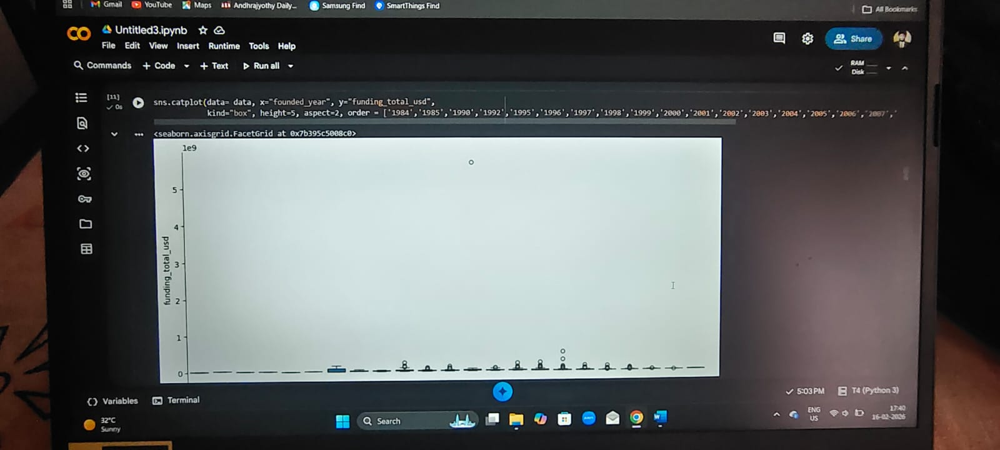 Gmail YouTube Maps Andhrajyothy Daily... Samsung Find SmartThings Find
All Bookmarks
CO Untitled3.ipynb
File Edit View Insert Runtime Tools Help
Share
Commands + Code + Text Run all
RAM
Disk
[11]
0s
sns.catplot(data= data, x="founded_year", y="funding_total_usd",
kind="box", height=5, aspect=2, order = ['1984','1985','1990','1992','1995','1996','1997','1998','1999','2000','2001','2002','2003','2004','2005','2006','2007','
<seaborn.axisgrid.FacetGrid at 0x7b395c5008c0>
1e9
5
4
3
2
1
0
funding_total_usd
Variables Terminal
5:03 PM T4 (Python 3)
32°C
Sunny
Search
ENG
US
17:40
16-02-2026